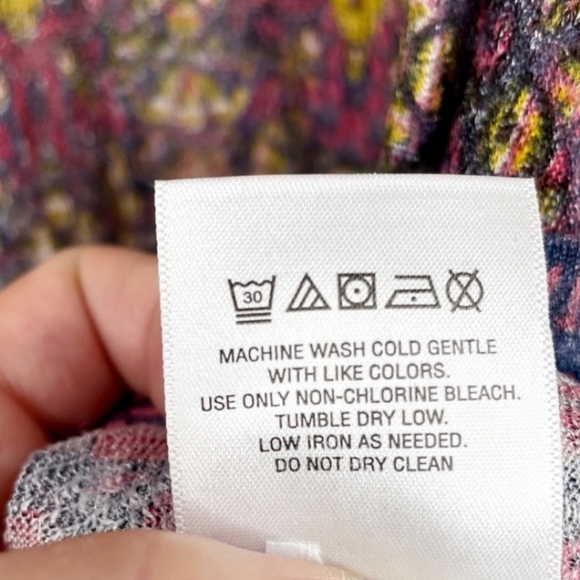 30
MACHINE WASH COLD GENTLE
WITH LIKE COLORS.
USE ONLY NON-CHLORINE BLEACH.
TUMBLE DRY LOW.
LOW IRON AS NEEDED.
DO NOT DRY CLEAN